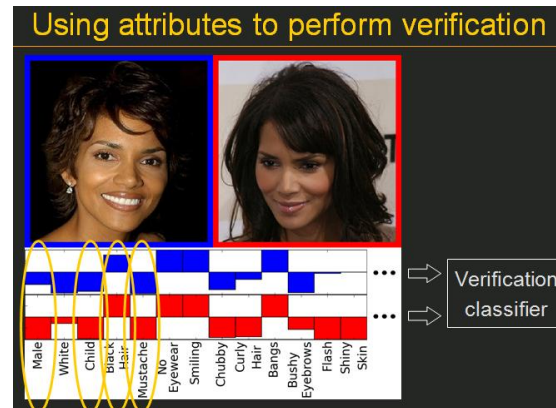 Using attributes to perform verification
Verification
classifier
Male
White
Child
Black
Hair
Mustache
No
Eyewear
Smiling
Chubby
Curly
Hair
Bangs
Bushy
Eyebrows
Flash
Shiny
Skin